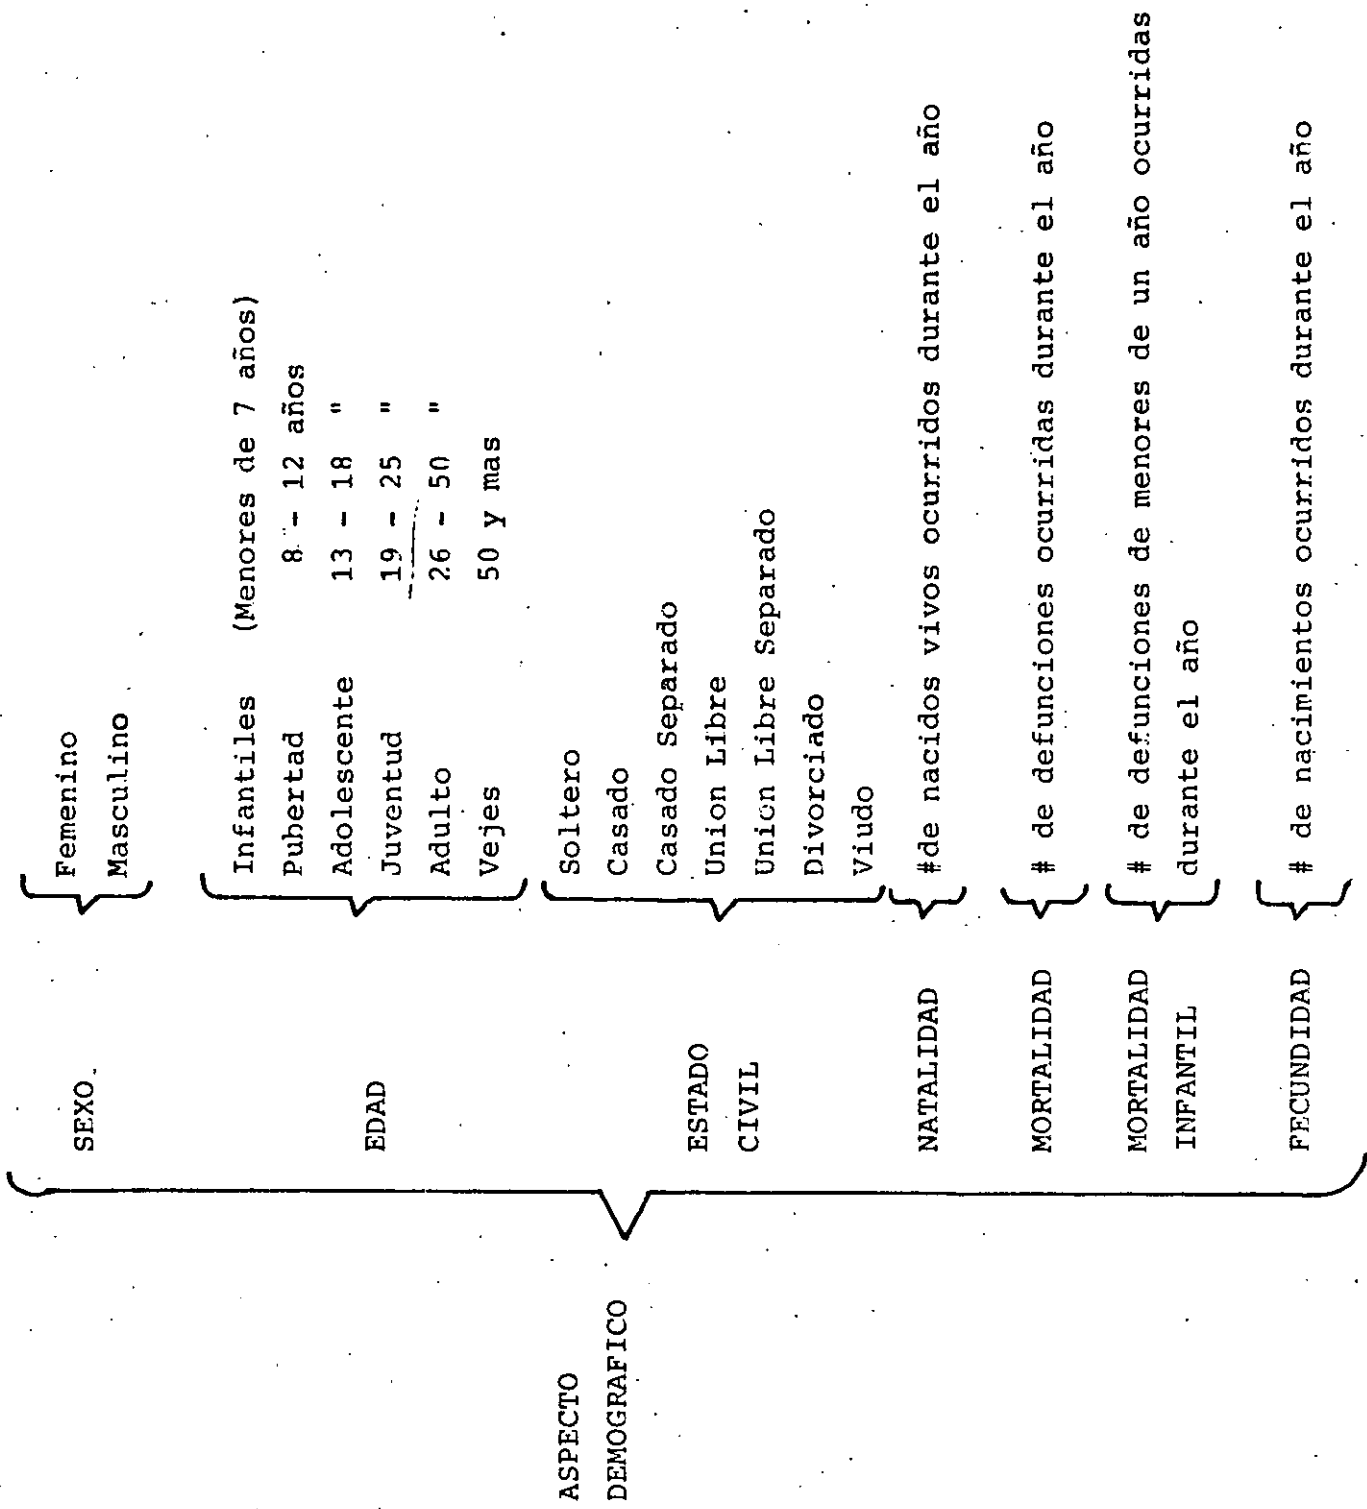 ASPECTO
DEMOGRAFICO
SEXO.
Femenino
Masculino
EDAD
Infantiles (Menores de 7 años)
Pubertad 8 - 12 años
Adolescente 13 - 18 "
Juventud 19 - 25 "
Adulto 26 - 50 "
Vejes 50 y mas
ESTADO
CIVIL
Soltero
Casado
Casado Separado
Union Libre
Union Libre Separado
Divorciado
Viudo
NATALIDAD
#de nacidos vivos ocurridos durante el año
MORTALIDAD
# de defunciones ocurridas durante el año
MORTALIDAD
INFANTIL
# de defunciones de menores de un año ocurridas
durante el año
FECUNDIDAD
# de nacimientos ocurridos durante el año